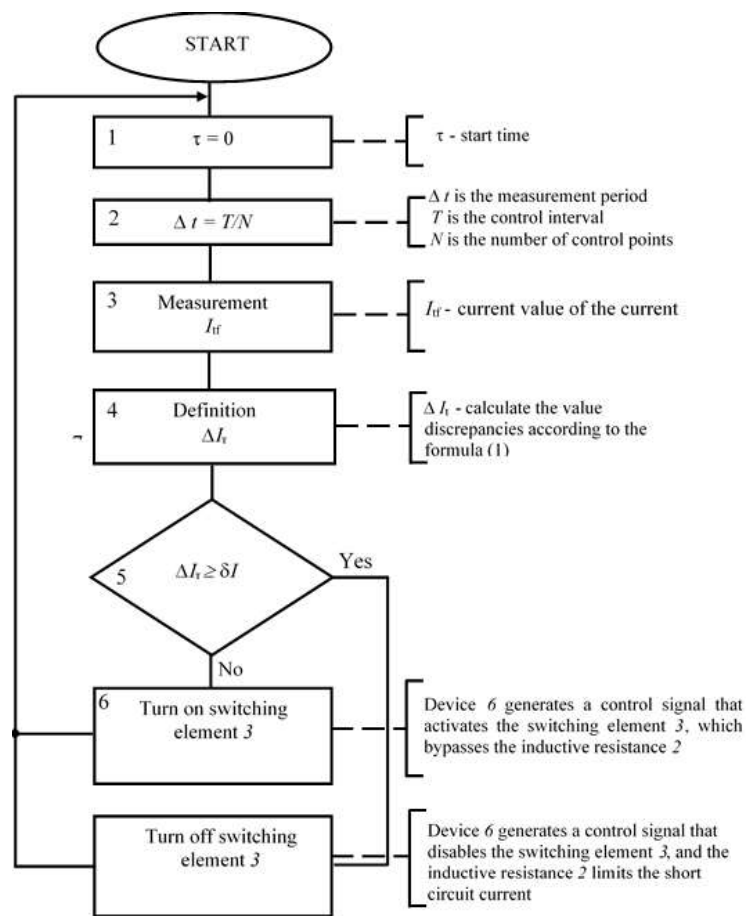 START
1
τ = 0
τ - start time
2
Δ t = T/N
Δ t is the measurement period
T is the control interval
N is the number of control points
3
Measurement
Itf
Itf - current value of the current
4
Definition
ΔIτ
Δ Iτ - calculate the value
discrepancies according to the
formula (1)
¬
5
ΔIτ ≥ δI
Yes
No
6
Turn on switching
element 3
Device 6 generates a control signal that
activates the switching element 3, which
bypasses the inductive resistance 2
Turn off switching
element 3
Device 6 generates a control signal that
disables the switching element 3, and the
inductive resistance 2 limits the short
circuit current